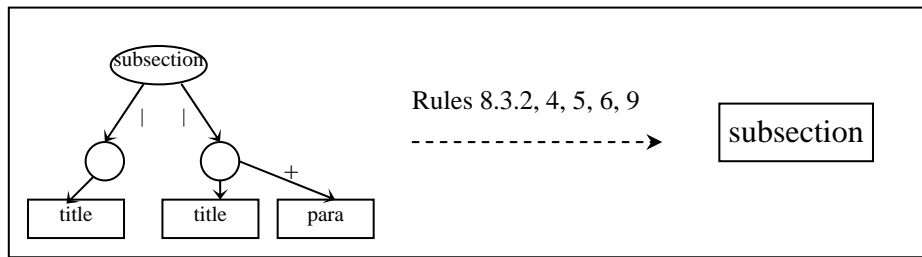 subsection
| |
+
title title para
Rules 8.3.2, 4, 5, 6, 9
subsection